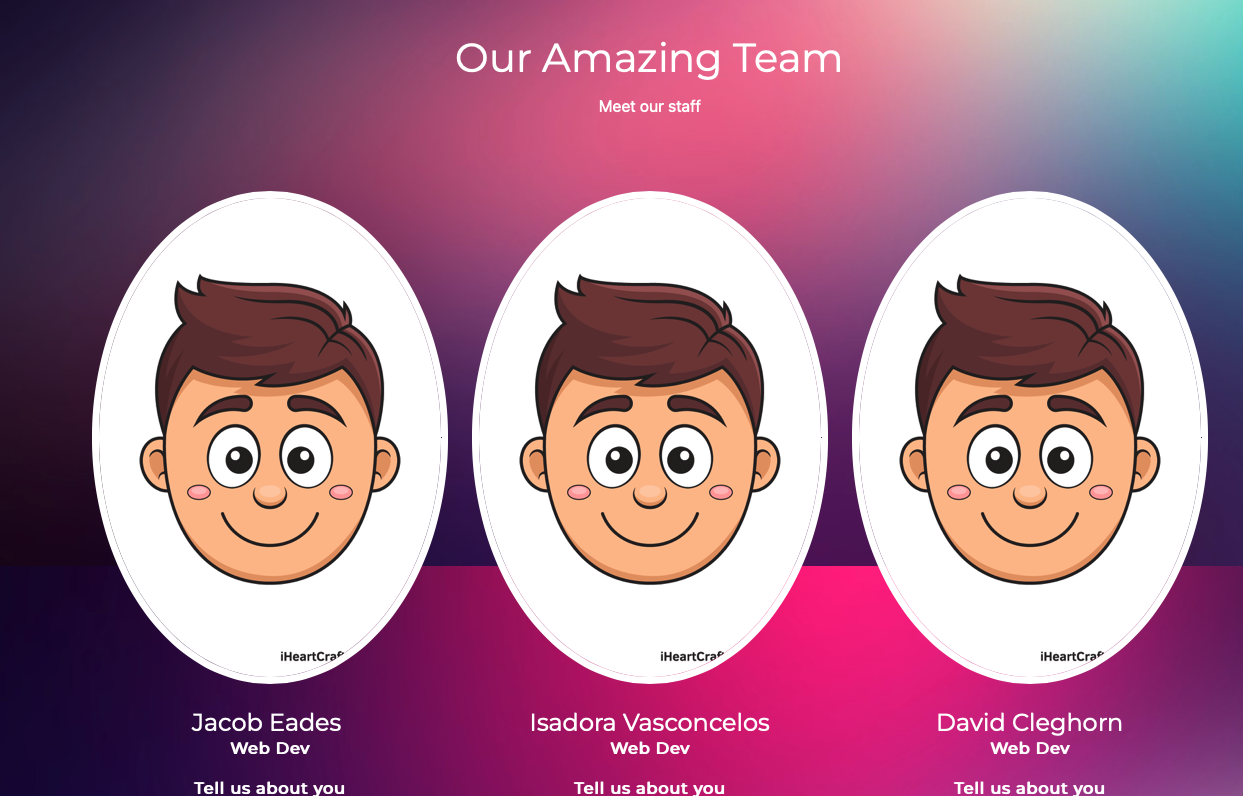 Our Amazing Team
Meet our staff
iHeartCraf
iHeartCraf
iHeartCraf
Jacob Eades
Isadora Vasconcelos
David Cleghorn
Web Dev
Web Dev
Web Dev
Tell us about you
Tell us about you
Tell us about you